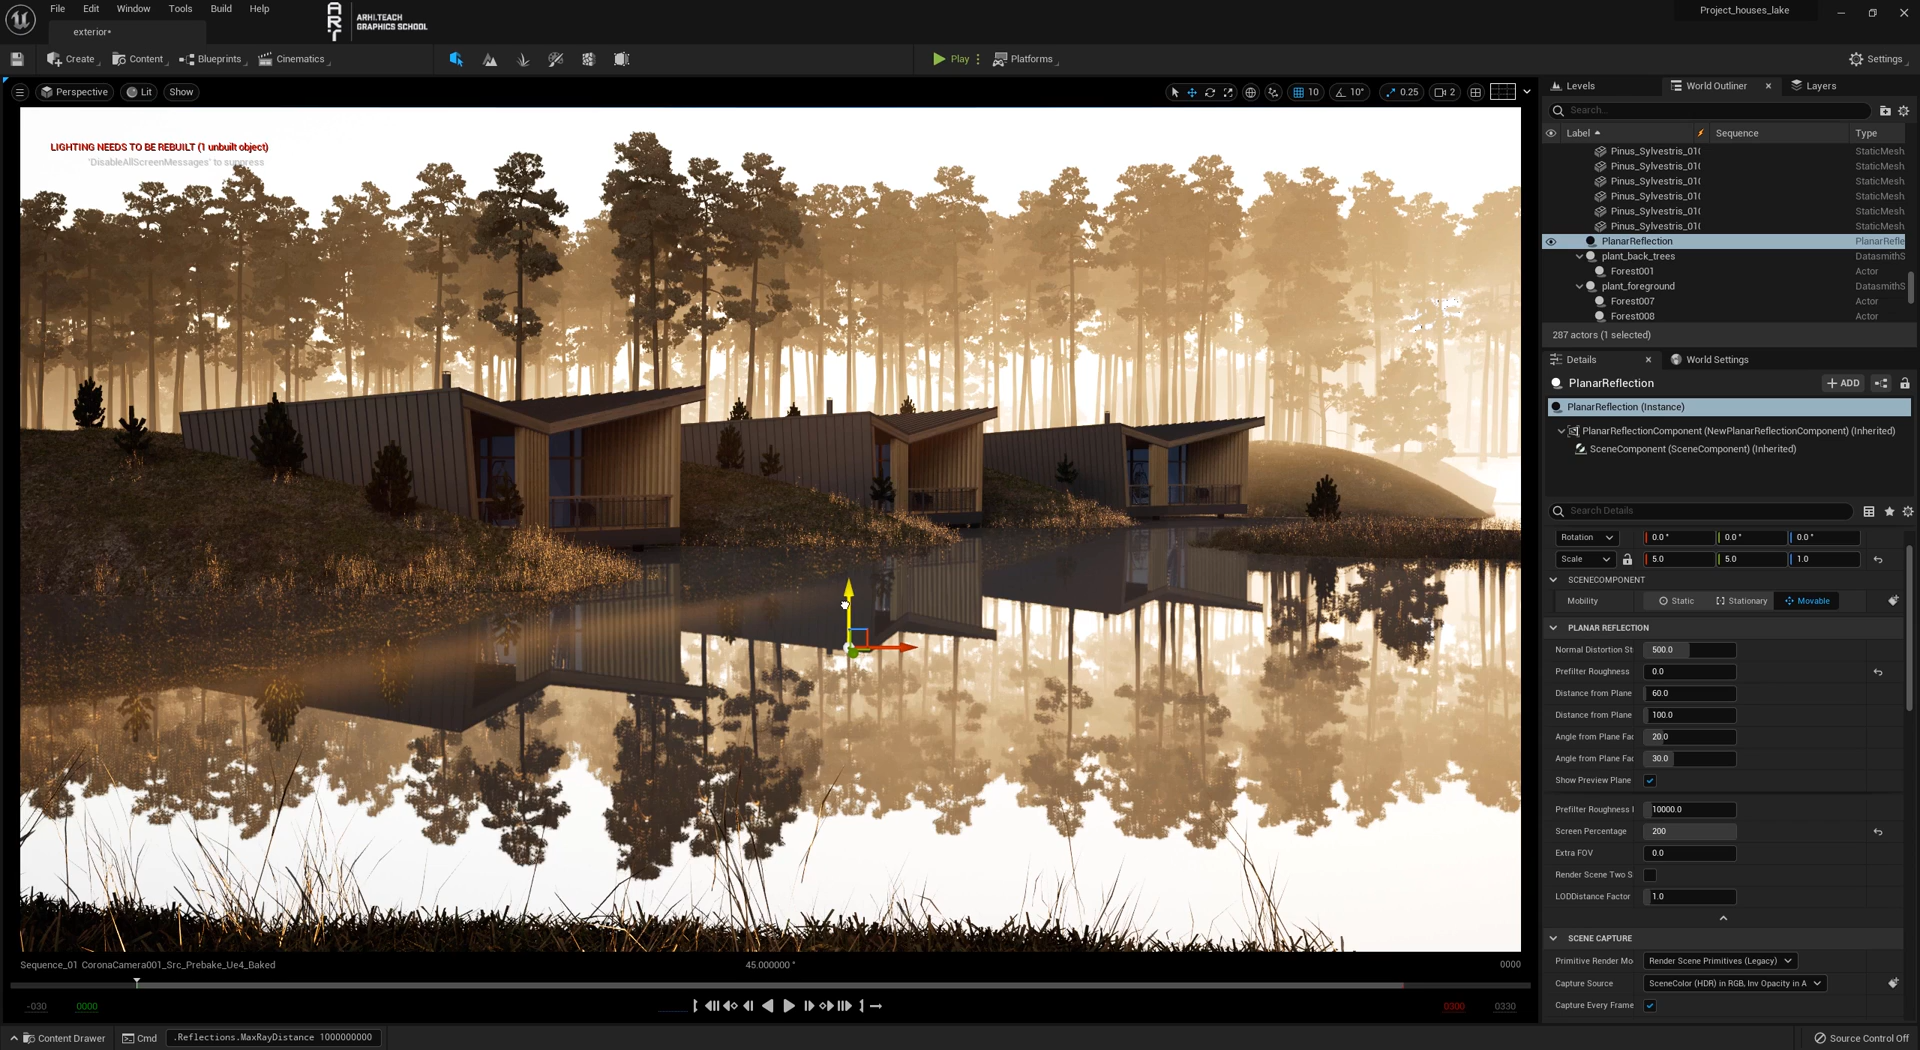 File Edit Window Tools Build Help
ART
ARHI.TEACH
GRAPHICS SCHOOL
Project_houses_lake
exterior•
Create Content Blueprints Cinematics Play Platforms Settings
Perspective Lit Show 10 10° 0.25 2
LIGHTING NEEDS TO BE REBUILT (1 unbuilt object)
'DisableAllScreenMessages' to suppress
Levels World Outliner Layers
Search...
Label Sequence Type
Pinus_Sylvestris_01( StaticMesh
Pinus_Sylvestris_01( StaticMesh
Pinus_Sylvestris_01( StaticMesh
Pinus_Sylvestris_01( StaticMesh
Pinus_Sylvestris_01( StaticMesh
Pinus_Sylvestris_01( StaticMesh
PlanarReflection PlanarRefle
plant_back_trees DatasmithS
Forest001 Actor
plant_foreground DatasmithS
Forest007 Actor
Forest008 Actor
287 actors (1 selected)
Details World Settings
PlanarReflection ADD
PlanarReflection (Instance)
PlanarReflectionComponent (NewPlanarReflectionComponent) (Inherited)
SceneComponent (SceneComponent) (Inherited)
Search Details
Rotation 0.0 ° 0.0 ° 0.0 °
Scale 5.0 5.0 1.0
SCENECOMPONENT
Mobility Static Stationary Movable
PLANAR REFLECTION
Normal Distortion St 500.0
Prefilter Roughness 0.0
Distance from Plane 60.0
Distance from Plane 100.0
Angle from Plane Fac 20.0
Angle from Plane Fac 30.0
Show Preview Plane
Prefilter Roughness I 10000.0
Screen Percentage 200
Extra FOV 0.0
Render Scene Two S
LODDistance Factor 1.0
SCENE CAPTURE
Primitive Render Mo Render Scene Primitives (Legacy)
Capture Source SceneColor (HDR) in RGB, Inv Opacity in A
Capture Every Frame
Sequence_01 CoronaCamera001_Src_Prebake_Ue4_Baked 45.000000 ° 0000
-030 0000 0300 0330
Content Drawer Cmd .Reflections.MaxRayDistance 1000000000 Source Control Off